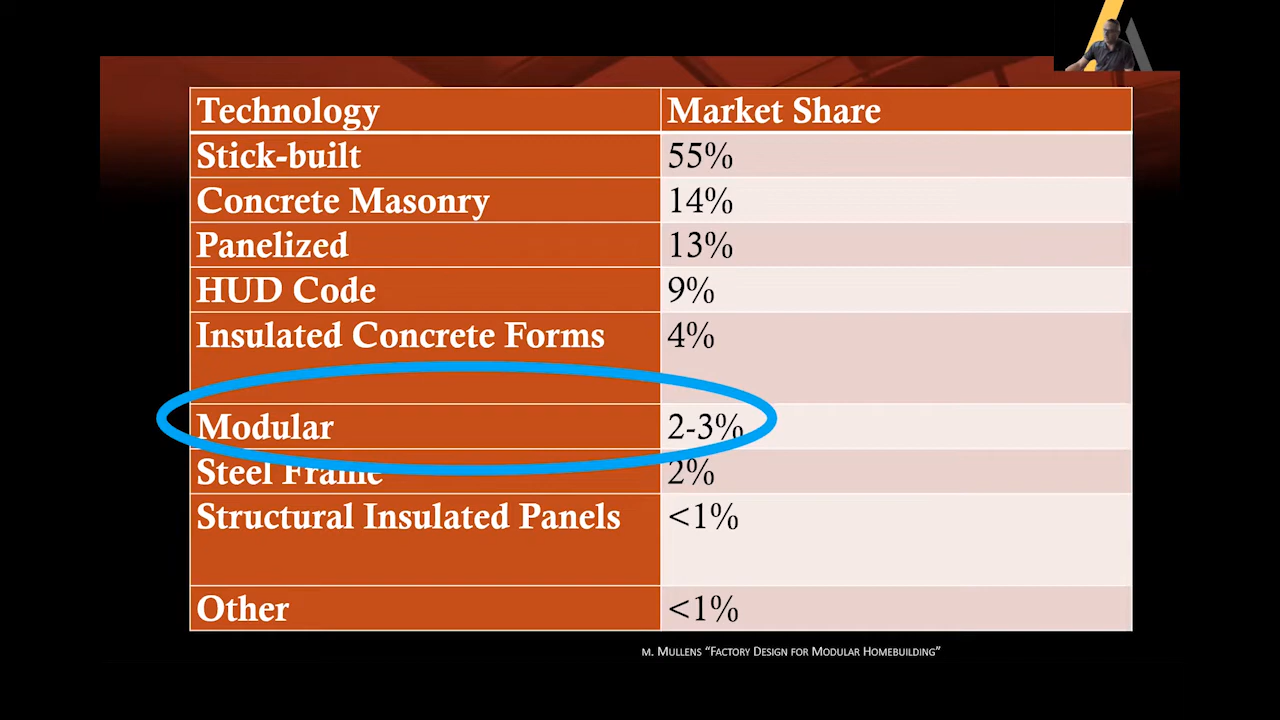 Technology Market Share
Stick-built 55%
Concrete Masonry 14%
Panelized 13%
HUD Code 9%
Insulated Concrete Forms 4%
Modular 2-3%
Steel Frame 2%
Structural Insulated Panels <1%
Other <1%
M. Mullens “Factory Design for Modular Homebuilding”